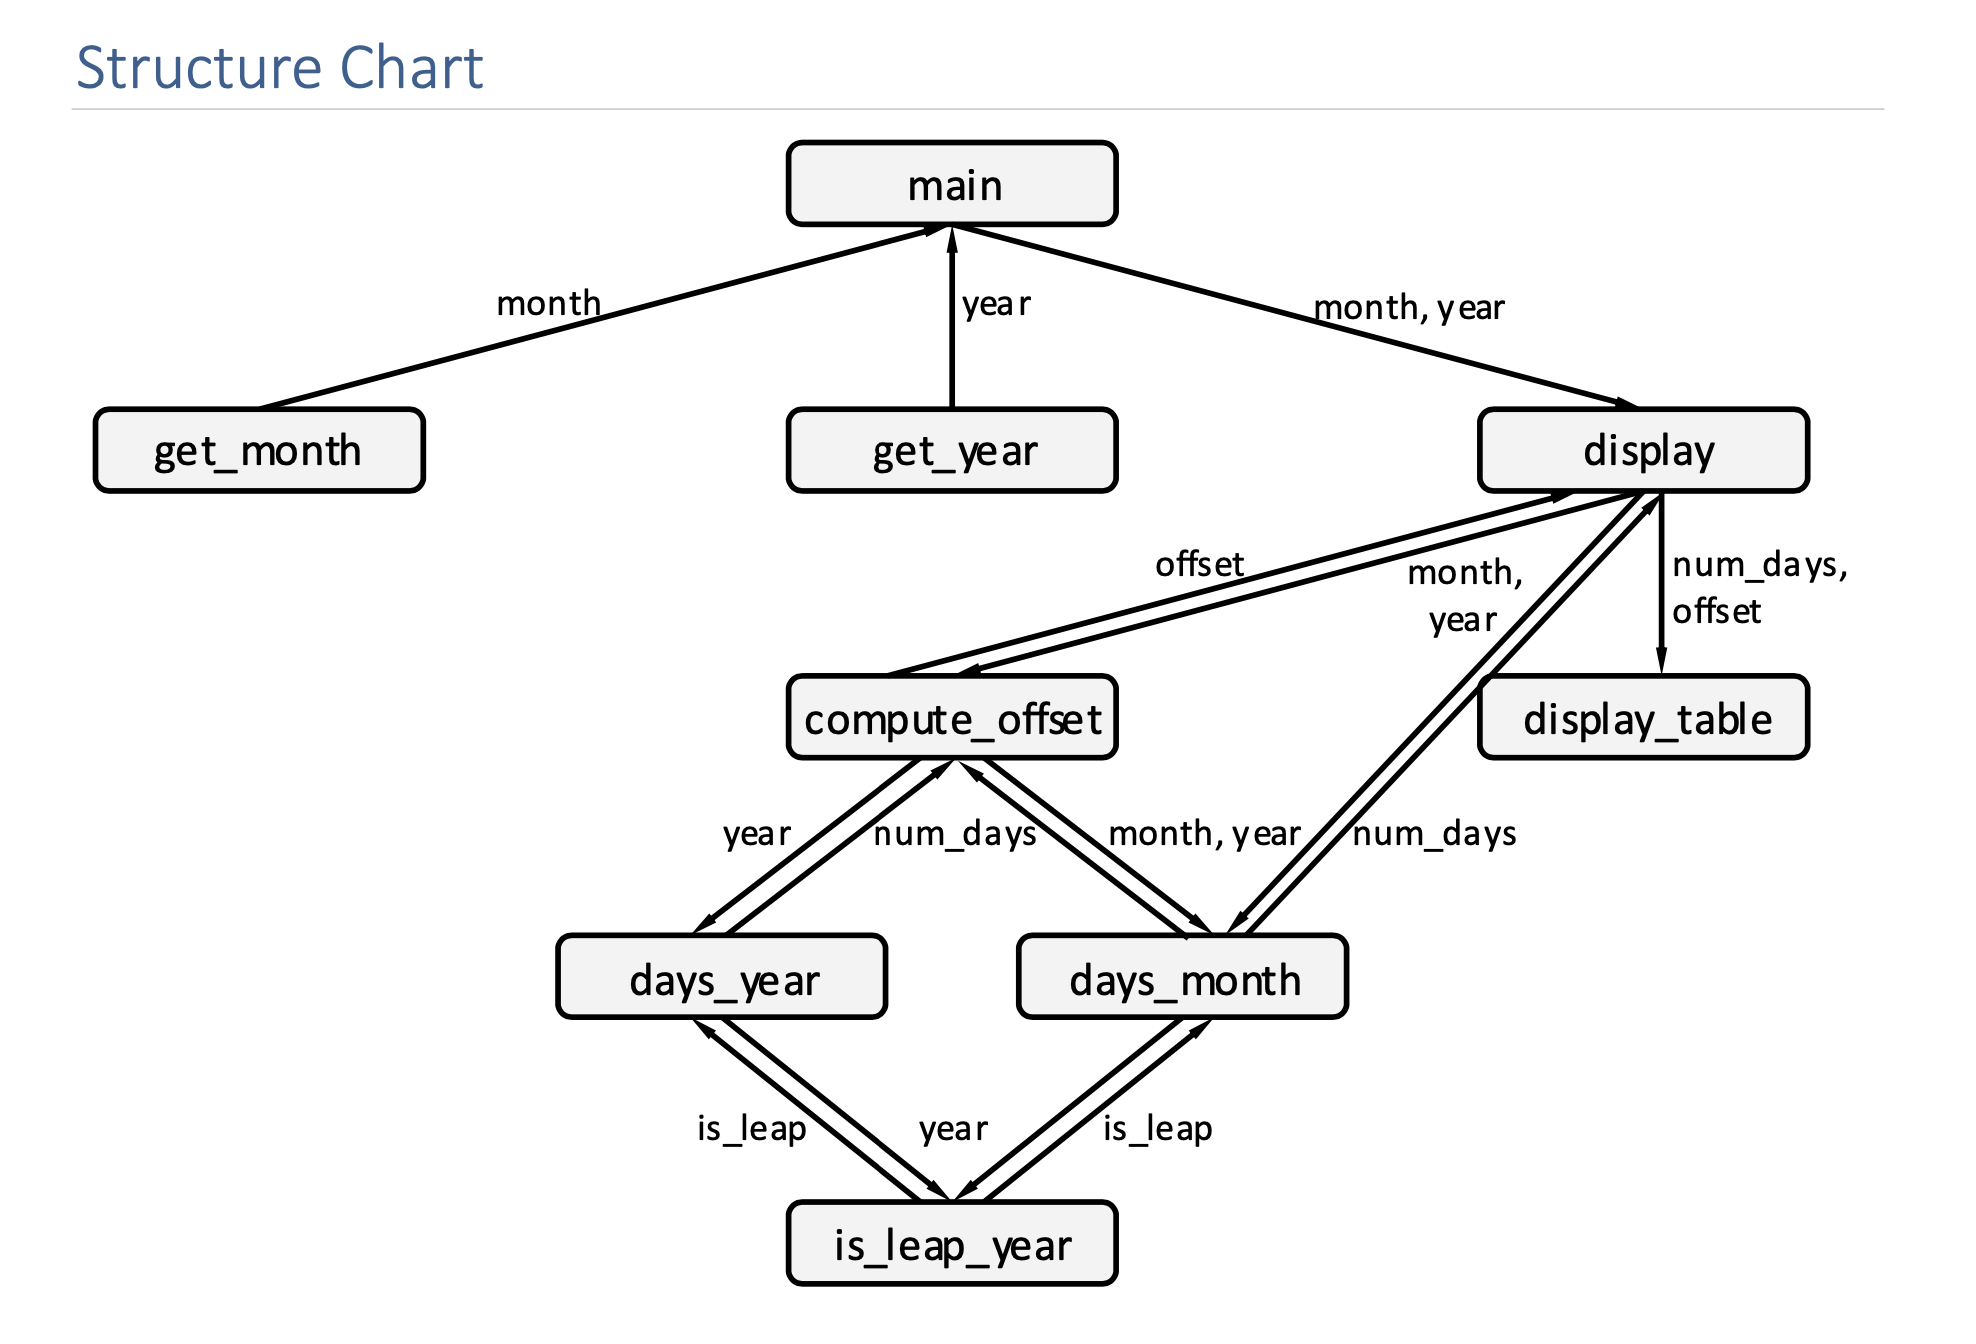 Structure Chart
main
month
year
month, year
get_month
get_year
display
offset
month,
year
num_days,
offset
compute_offset
display_table
year
num_days
month, year
num_days
days_year
days_month
is_leap
year
is_leap
is_leap_year